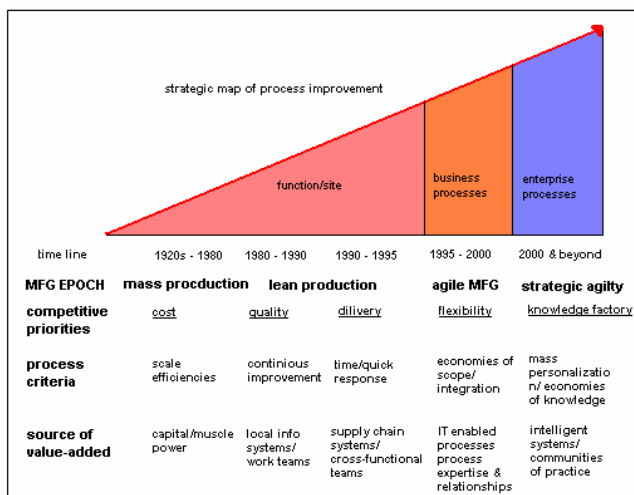 strategic map of process improvement
function/site
business
processes
enterprise
processes
time line 1920s - 1980 1980 - 1990 1990 - 1995 1995 - 2000 2000 & beyond
MFG EPOCH mass procduction lean production agile MFG strategic agilty
competitive
priorities
cost quality dilivery flexibility knowledge factory
process
criteria
scale
efficiencies
continious
improvement
time/quick
response
economies of
scope/
integration
mass
personalizatio
n/ economies
of knowledge
source of
value-added
capital/muscle
power
local info
systems/
work teams
supply chain
systems/
cross-functional
teams
IT enabled
processes
process
expertise &
relationships
intelligent
systems/
communities
of practice